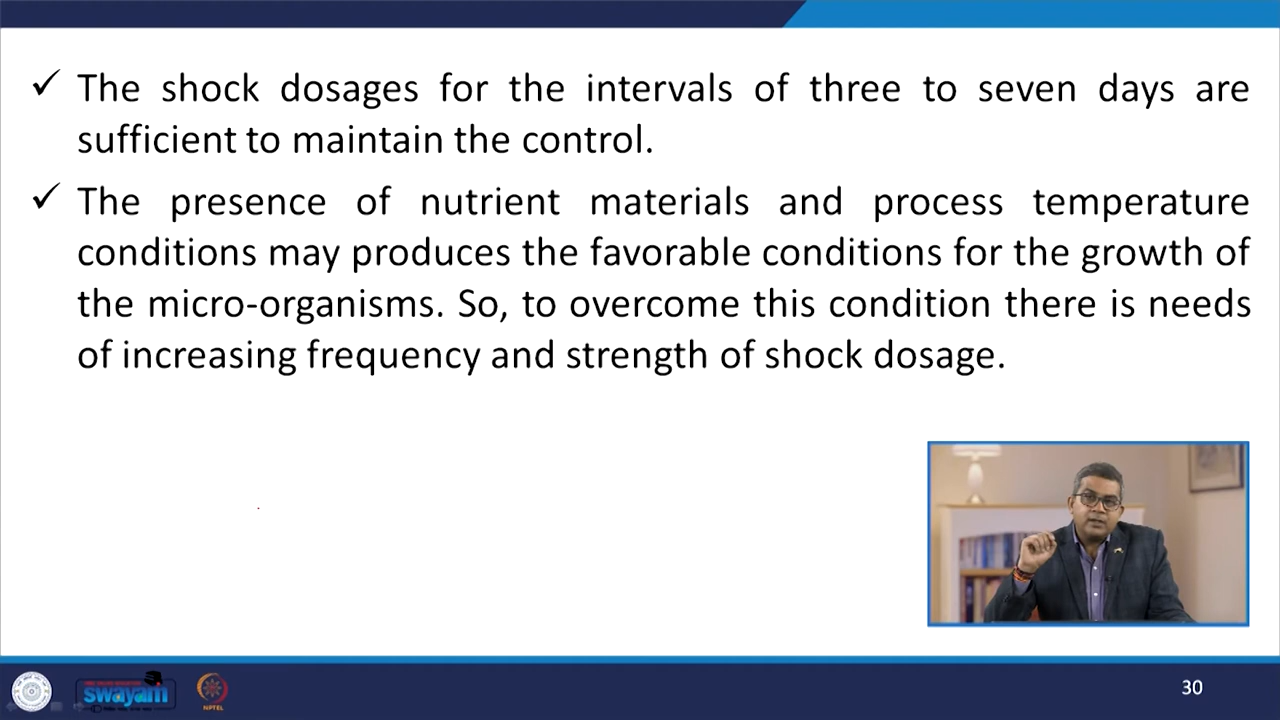 ✓ The shock dosages for the intervals of three to seven days are
sufficient to maintain the control.
✓ The presence of nutrient materials and process temperature
conditions may produces the favorable conditions for the growth of
the micro-organisms. So, to overcome this condition there is needs
of increasing frequency and strength of shock dosage.
swayam
NPTEL
30